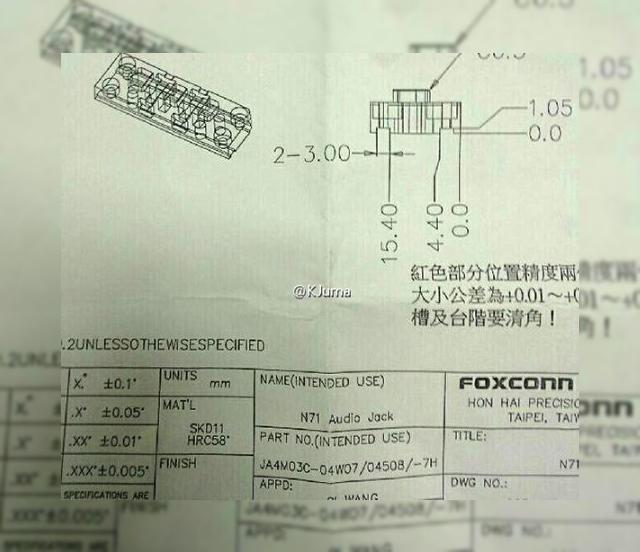 1.05
0.0
2-3.00
15.40
4.40
0.0
紅色部分位置精度兩
大小公差為+0.01～+0
槽及台階要清角！
@KJuma
.2UNLESSOTHEWISESPECIFIED
X.° ±0.1°
.X° ±0.05°
.XX° ±0.01°
.XXX°±0.005°
SPECIFICATIONS ARE
UNITS mm
MAT'L
SKD11
HRC58°
FINISH
NAME(INTENDED USE)
N71 Audio Jack
PART NO.(INTENDED USE)
JA4M03C-04W07/04508/-7H
APPD:
FOXCONN
HON HAI PRECISIO
TAIPEI, TAIW
TITLE:
N71
DWG NO.: